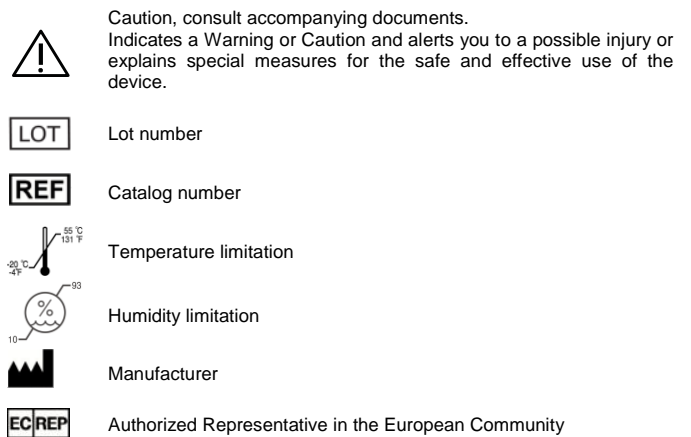 Caution, consult accompanying documents.
Indicates a Warning or Caution and alerts you to a possible injury or
explains special measures for the safe and effective use of the
device.
LOT Lot number
REF Catalog number
55 °C
131 °F
Temperature limitation
-20 °C
-4°F
93
%
Humidity limitation
10
Manufacturer
EC REP Authorized Representative in the European Community